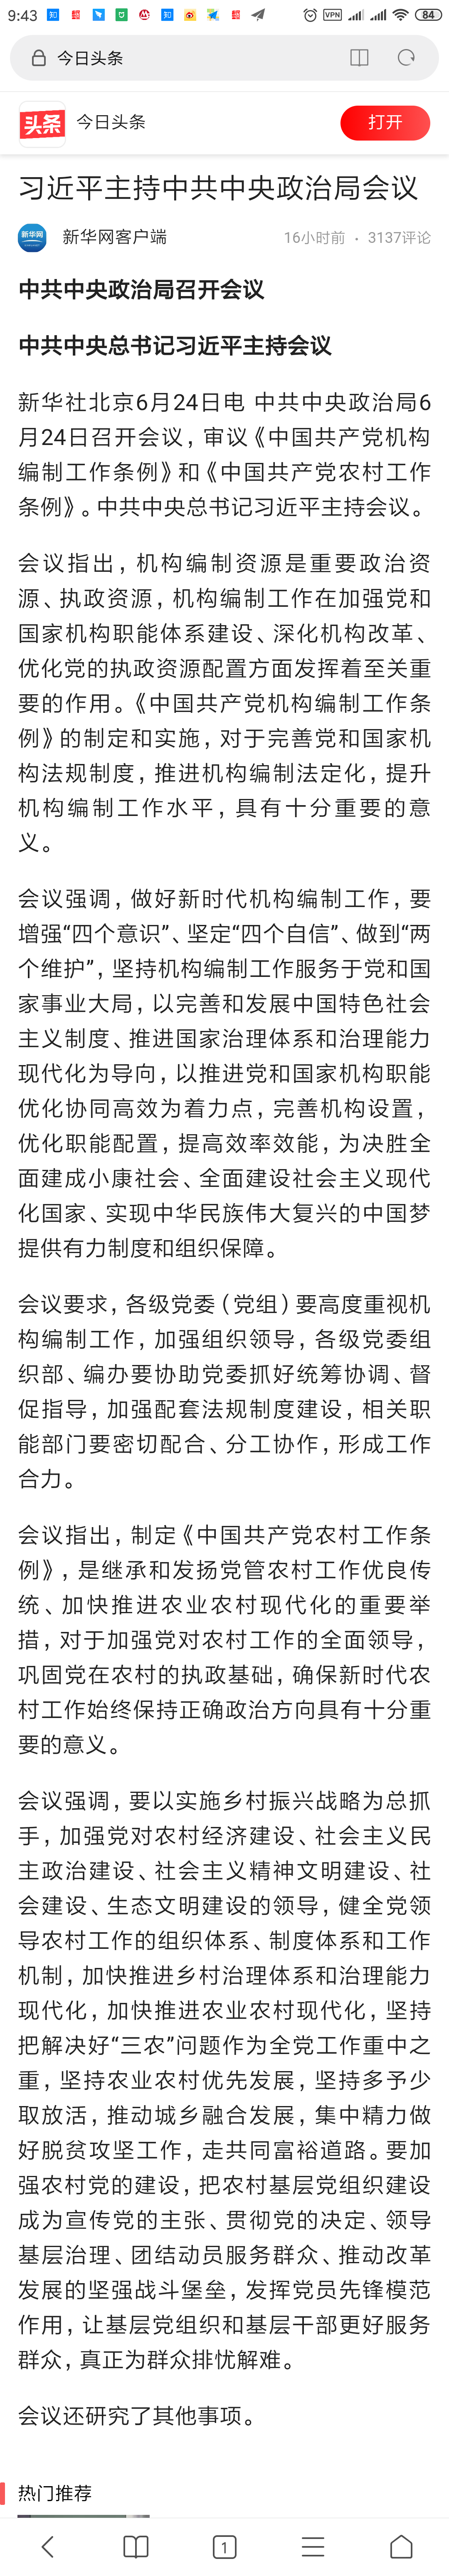 9:43 知 知 VPN 84
今日头条
头条 今日头条 打开
习近平主持中共中央政治局会议
新华网 新华网客户端 16小时前 · 3137评论
中共中央政治局召开会议
中共中央总书记习近平主持会议
新华社北京6月24日电 中共中央政治局6
月24日召开会议，审议《中国共产党机构
编制工作条例》和《中国共产党农村工作
条例》。中共中央总书记习近平主持会议。
会议指出，机构编制资源是重要政治资
源、执政资源，机构编制工作在加强党和
国家机构职能体系建设、深化机构改革、
优化党的执政资源配置方面发挥着至关重
要的作用。《中国共产党机构编制工作条
例》的制定和实施，对于完善党和国家机
构法规制度，推进机构编制法定化，提升
机构编制工作水平，具有十分重要的意
义。
会议强调，做好新时代机构编制工作，要
增强“四个意识”、坚定“四个自信”、做到“两
个维护”，坚持机构编制工作服务于党和国
家事业大局，以完善和发展中国特色社会
主义制度、推进国家治理体系和治理能力
现代化为导向，以推进党和国家机构职能
优化协同高效为着力点，完善机构设置，
优化职能配置，提高效率效能，为决胜全
面建成小康社会、全面建设社会主义现代
化国家、实现中华民族伟大复兴的中国梦
提供有力制度和组织保障。
会议要求，各级党委（党组）要高度重视机
构编制工作，加强组织领导，各级党委组
织部、编办要协助党委抓好统筹协调、督
促指导，加强配套法规制度建设，相关职
能部门要密切配合、分工协作，形成工作
合力。
会议指出，制定《中国共产党农村工作条
例》，是继承和发扬党管农村工作优良传
统、加快推进农业农村现代化的重要举
措，对于加强党对农村工作的全面领导，
巩固党在农村的执政基础，确保新时代农
村工作始终保持正确政治方向具有十分重
要的意义。
会议强调，要以实施乡村振兴战略为总抓
手，加强党对农村经济建设、社会主义民
主政治建设、社会主义精神文明建设、社
会建设、生态文明建设的领导，健全党领
导农村工作的组织体系、制度体系和工作
机制，加快推进乡村治理体系和治理能力
现代化，加快推进农业农村现代化，坚持
把解决好“三农”问题作为全党工作重中之
重，坚持农业农村优先发展，坚持多予少
取放活，推动城乡融合发展，集中精力做
好脱贫攻坚工作，走共同富裕道路。要加
强农村党的建设，把农村基层党组织建设
成为宣传党的主张、贯彻党的决定、领导
基层治理、团结动员服务群众、推动改革
发展的坚强战斗堡垒，发挥党员先锋模范
作用，让基层党组织和基层干部更好服务
群众，真正为群众排忧解难。
会议还研究了其他事项。
热门推荐
1